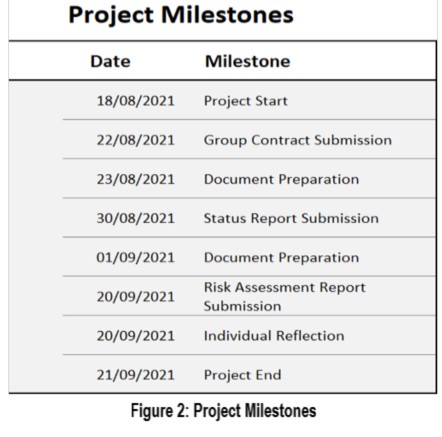 Project Milestones
Date Milestone
18/08/2021 Project Start
22/08/2021 Group Contract Submission
23/08/2021 Document Preparation
30/08/2021 Status Report Submission
01/09/2021 Document Preparation
20/09/2021 Risk Assessment Report
Submission
20/09/2021 Individual Reflection
21/09/2021 Project End
Figure 2: Project Milestones